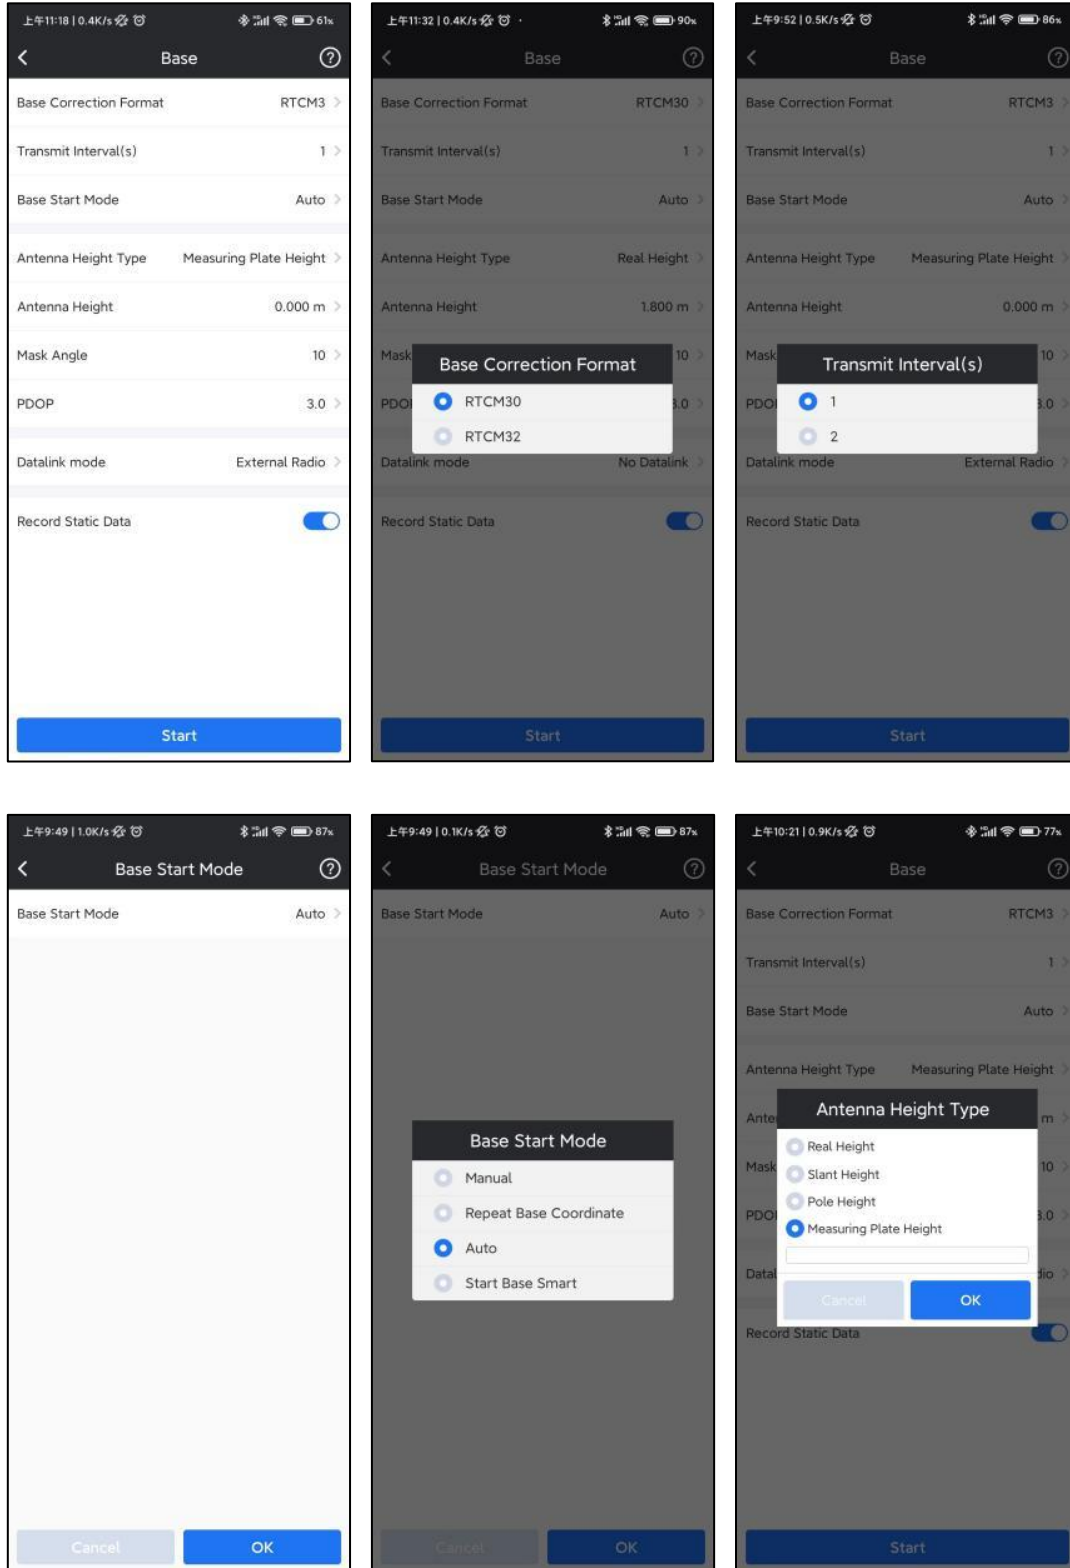 上午11:18 | 0.4K/s
61%
Base
Base Correction Format RTCM3
Transmit Interval(s) 1
Base Start Mode Auto
Antenna Height Type Measuring Plate Height
Antenna Height 0.000 m
Mask Angle 10
PDOP 3.0
Datalink mode External Radio
Record Static Data
Start
上午11:32 | 0.4K/s
90%
Base
Base Correction Format RTCM30
Transmit Interval(s) 1
Base Start Mode Auto
Antenna Height Type Real Height
Antenna Height 1.800 m
Mask 10
Base Correction Format
RTCM30
RTCM32
Datalink mode No Datalink
Record Static Data
Start
上午9:52 | 0.5K/s
86%
Base
Base Correction Format RTCM3
Transmit Interval(s) 1
Base Start Mode Auto
Antenna Height Type Measuring Plate Height
Antenna Height 0.000 m
Mask 10
Transmit Interval(s)
1
2
Datalink mode External Radio
Record Static Data
Start
上午9:49 | 1.0K/s
87%
Base Start Mode
Base Start Mode Auto
Cancel OK
上午9:49 | 0.1K/s
87%
Base Start Mode
Base Start Mode Auto
Base Start Mode
Manual
Repeat Base Coordinate
Auto
Start Base Smart
Cancel OK
上午10:21 | 0.9K/s
77%
Base
Base Correction Format RTCM3
Transmit Interval(s) 1
Base Start Mode Auto
Antenna Height Type Measuring Plate Height
Antenna Height Type
m
Real Height
Mask 10
Slant Height
Pole Height
Measuring Plate Height
Cancel OK
Record Static Data
Start